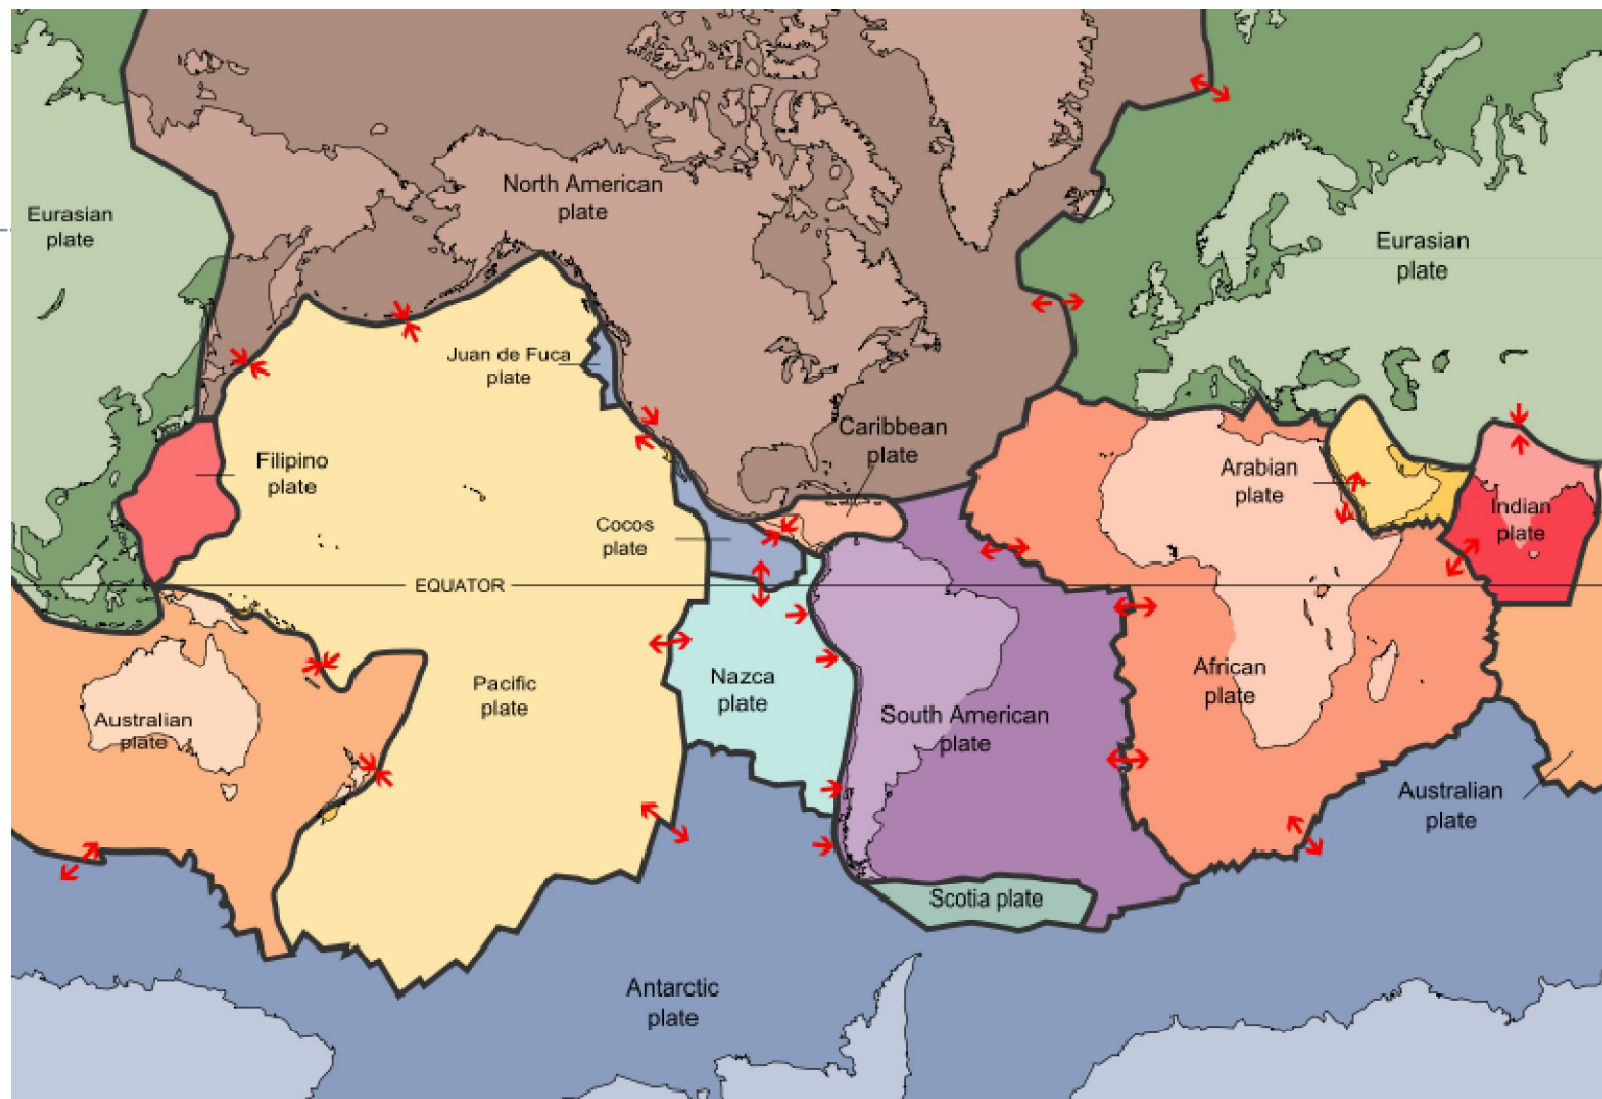 North American
plate
Eurasian
plate
Eurasian
plate
Juan de Fuca
plate
Caribbean
plate
Filipino
plate
Arabian
plate
Indian
plate
Cocos
plate
EQUATOR
Nazca
plate
Pacific
plate
African
plate
South American
plate
Australian
plate
Australian
plate
Scotia plate
Antarctic
plate